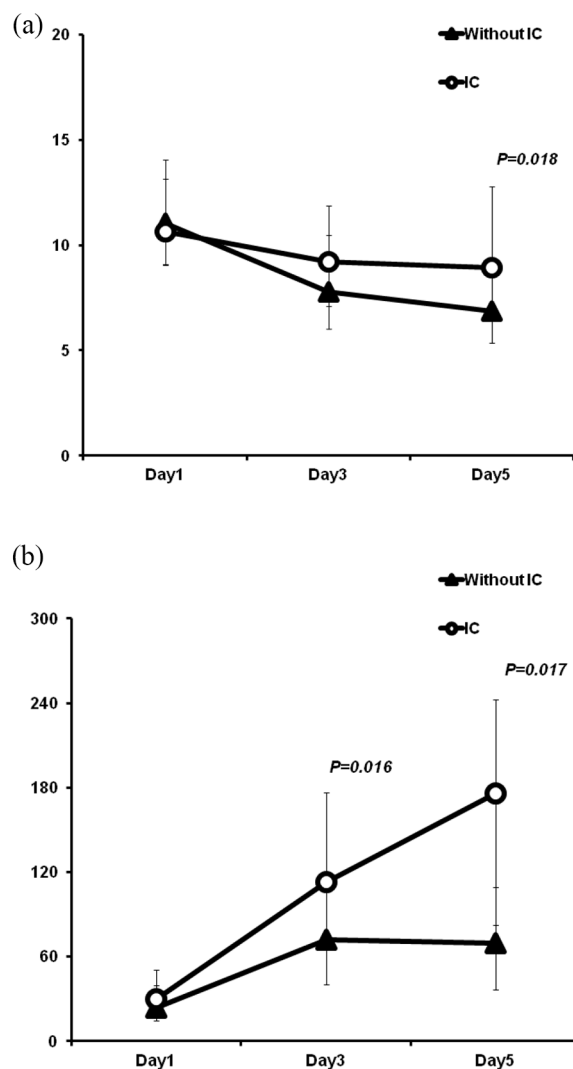 (a)
20
Without IC
IC
15
P=0.018
10
5
0
Day1 Day3 Day5
(b)
Without IC
300
IC
P=0.017
240
P=0.016
180
120
60
0
Day1 Day3 Day5